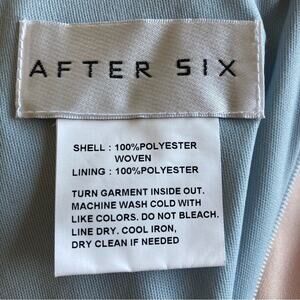 AFTER SIX
SHELL : 100%POLYESTER
WOVEN
LINING : 100%POLYESTER
TURN GARMENT INSIDE OUT.
MACHINE WASH COLD WITH
LIKE COLORS. DO NOT BLEACH.
LINE DRY. COOL IRON,
DRY CLEAN IF NEEDED